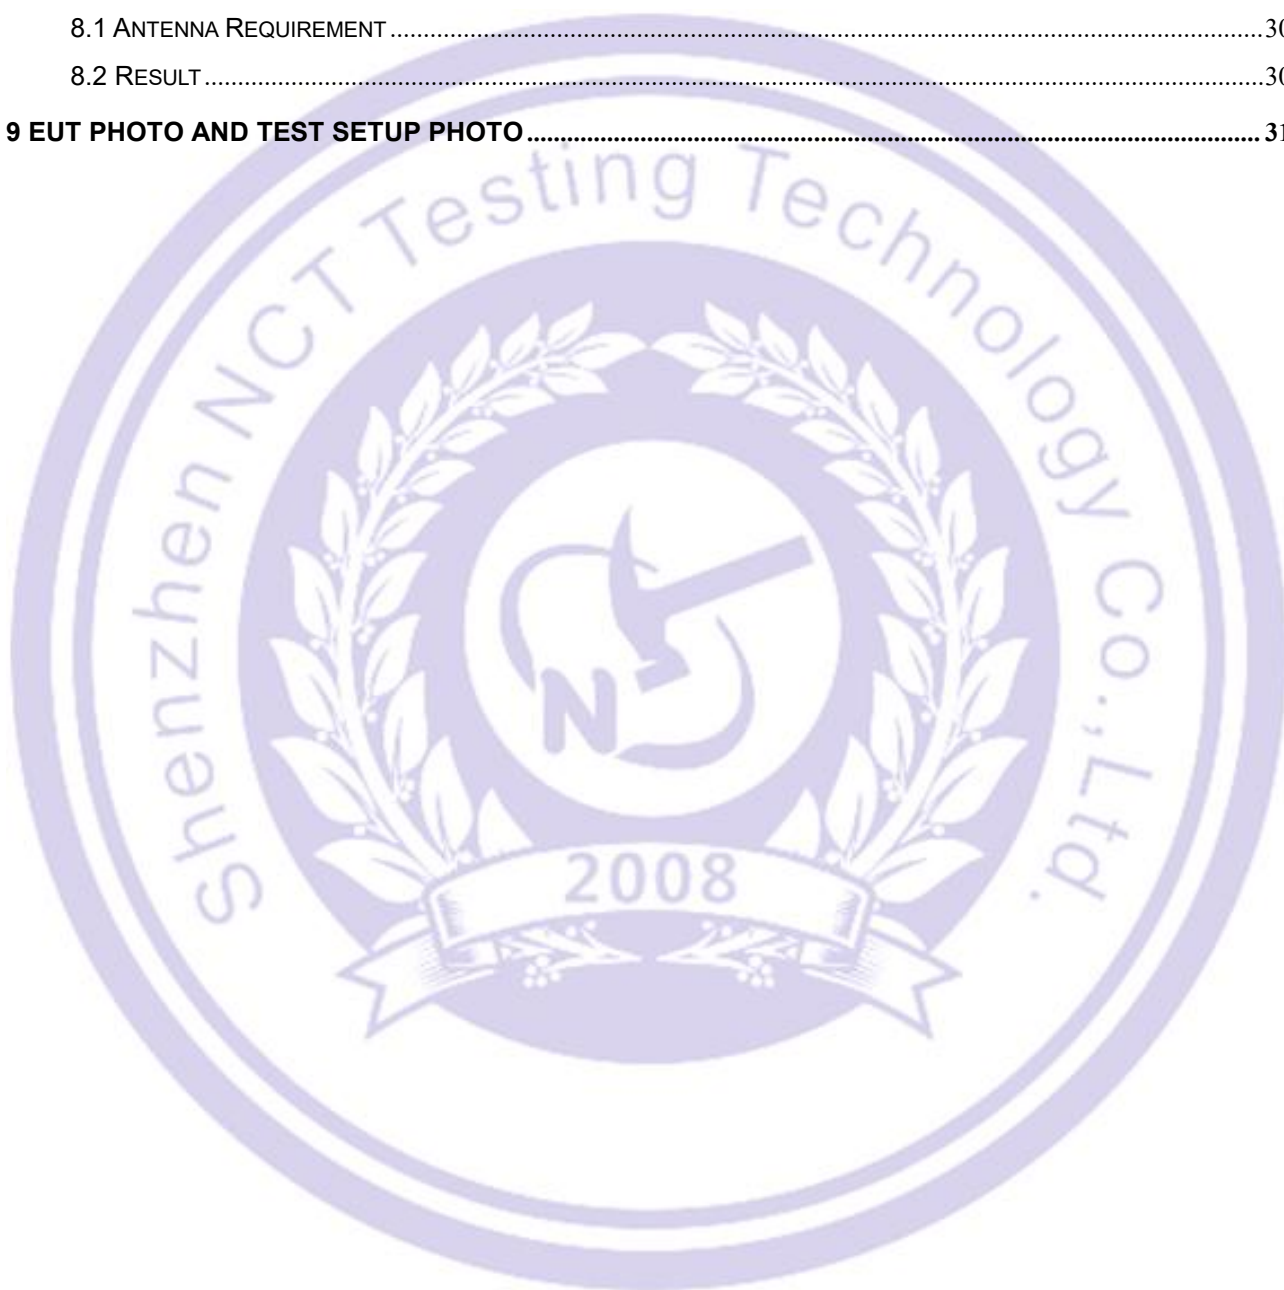 8.1 ANTENNA REQUIREMENT........................................30
8.2 RESULT........................................30
9 EUT PHOTO AND TEST SETUP PHOTO........................................31
Shenzhen NCT Testing Technology Co.,Ltd.
N
2008